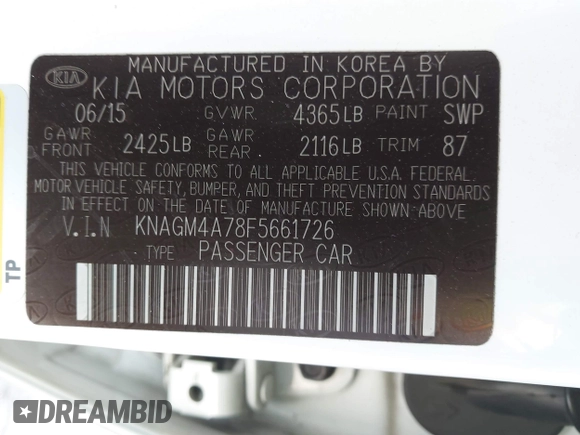 MANUFACTURED IN KOREA BY
KIA
KIA MOTORS CORPORATION
06/15 GVWR 4365LB PAINT SWP
GAWR FRONT 2425LB GAWR REAR 2116LB TRIM 87
THIS VEHICLE CONFORMS TO ALL APPLICABLE U.S.A. FEDERAL
MOTOR VEHICLE SAFETY, BUMPER, AND THEFT PREVENTION STANDARDS
IN EFFECT ON THE DATE OF MANUFACTURE SHOWN ABOVE
V.I.N KNAGM4A78F5661726
TYPE PASSENGER CAR
TP
DREAMBID